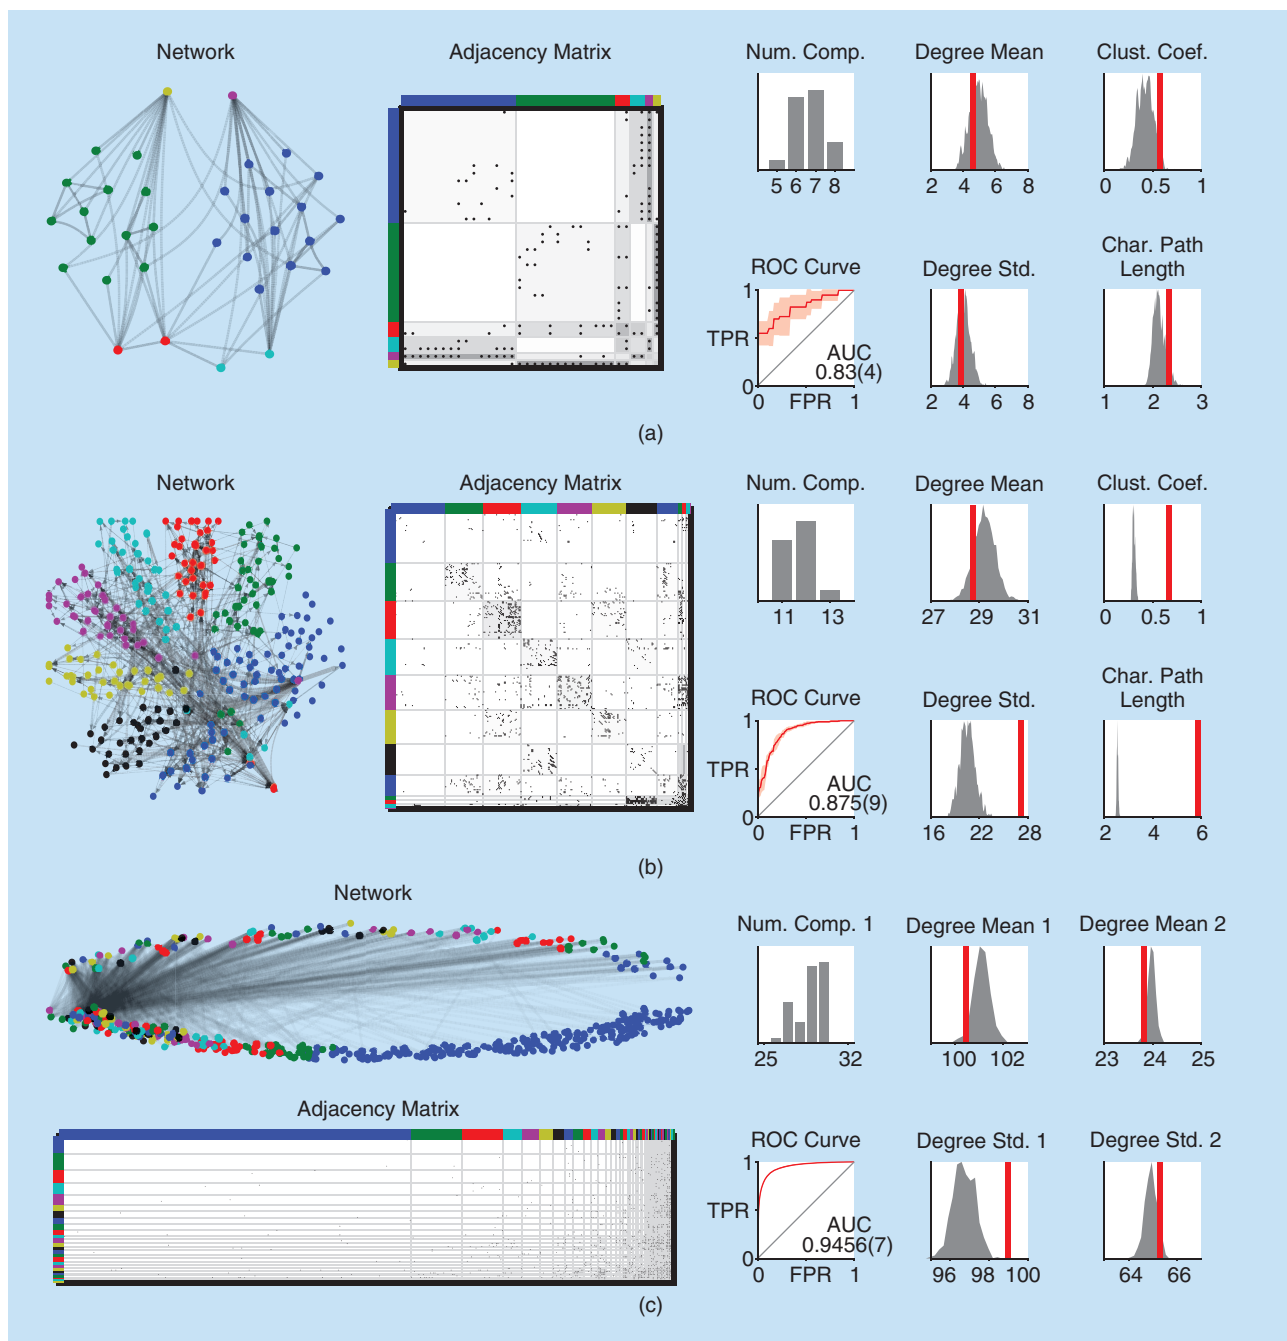 Network
Adjacency Matrix
Num. Comp.
Degree Mean
Clust. Coef.
5 6 7 8
2 4 6 8
0 0.5 1
ROC Curve
Degree Std.
Char. Path
Length
1
TPR
0
AUC
0.83(4)
0 FPR 1
2 4 6 8
1 2 3
(a)
Network
Adjacency Matrix
Num. Comp.
Degree Mean
Clust. Coef.
11 13
27 29 31
0 0.5 1
ROC Curve
Degree Std.
Char. Path
Length
1
TPR
0
AUC
0.875(9)
0 FPR 1
16 22 28
2 4 6
(b)
Network
Num. Comp. 1
Degree Mean 1
Degree Mean 2
25 32
100 102
23 24 25
Adjacency Matrix
ROC Curve
Degree Std. 1
Degree Std. 2
1
TPR
0
AUC
0.9456(7)
0 FPR 1
96 98 100
64 66
(c)